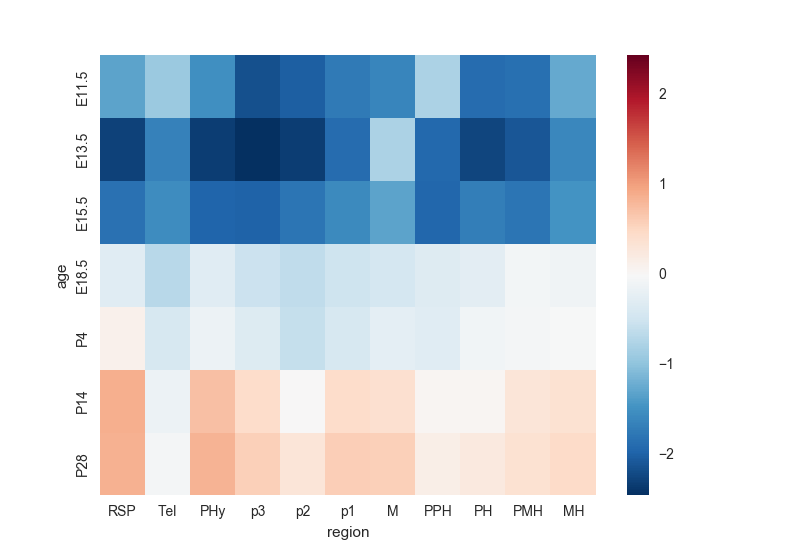 E11.5
E13.5
E15.5
E18.5
P4
P14
P28
age
RSP Tel PHy p3 p2 p1 M PPH PH PMH MH
region
2
1
0
−1
−2